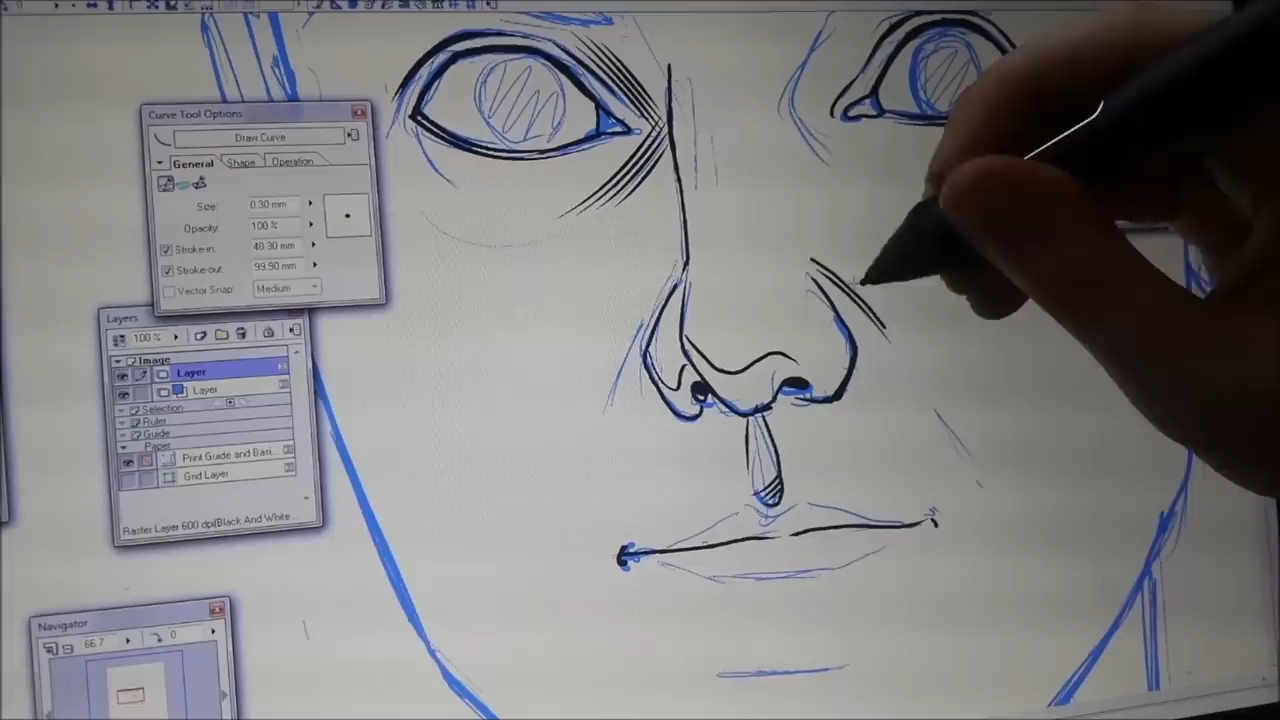 Curve Tool Options
Draw Curve
General Shape Operation
Size: 0.30 mm
Opacity: 100 %
Stroke-in: 48.30 mm
Stroke-out: 99.90 mm
Vector Snap: Medium
Layers
100 %
Image
Layer
Layer
Selection
Ruler
Guide
Paper
Print Guide and Basi...
Grid Layer
Raster Layer 600 dpi(Black And White...
Navigator
66.7 0